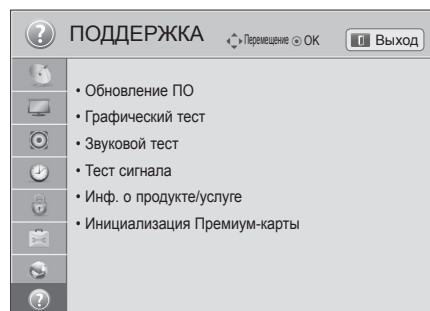 ПОДДЕРЖКА Перемещение OK Выход
• Обновление ПО
• Графический тест
• Звуковой тест
• Тест сигнала
• Инф. о продукте/услуге
• Инициализация Премиум-карты